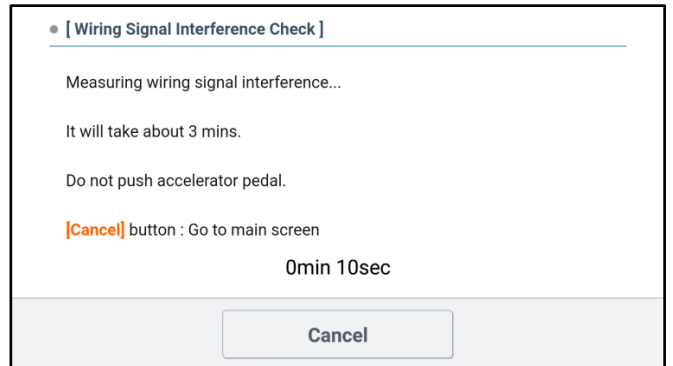 [ Wiring Signal Interference Check ]
Measuring wiring signal interference...
It will take about 3 mins.
Do not push accelerator pedal.
[Cancel] button : Go to main screen
0min 10sec
Cancel